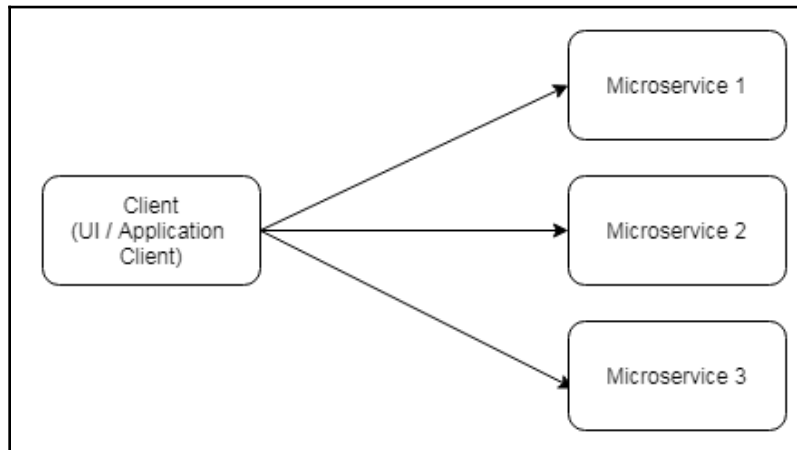 Microservice 1
Client
(UI / Application
Client)
Microservice 2
Microservice 3